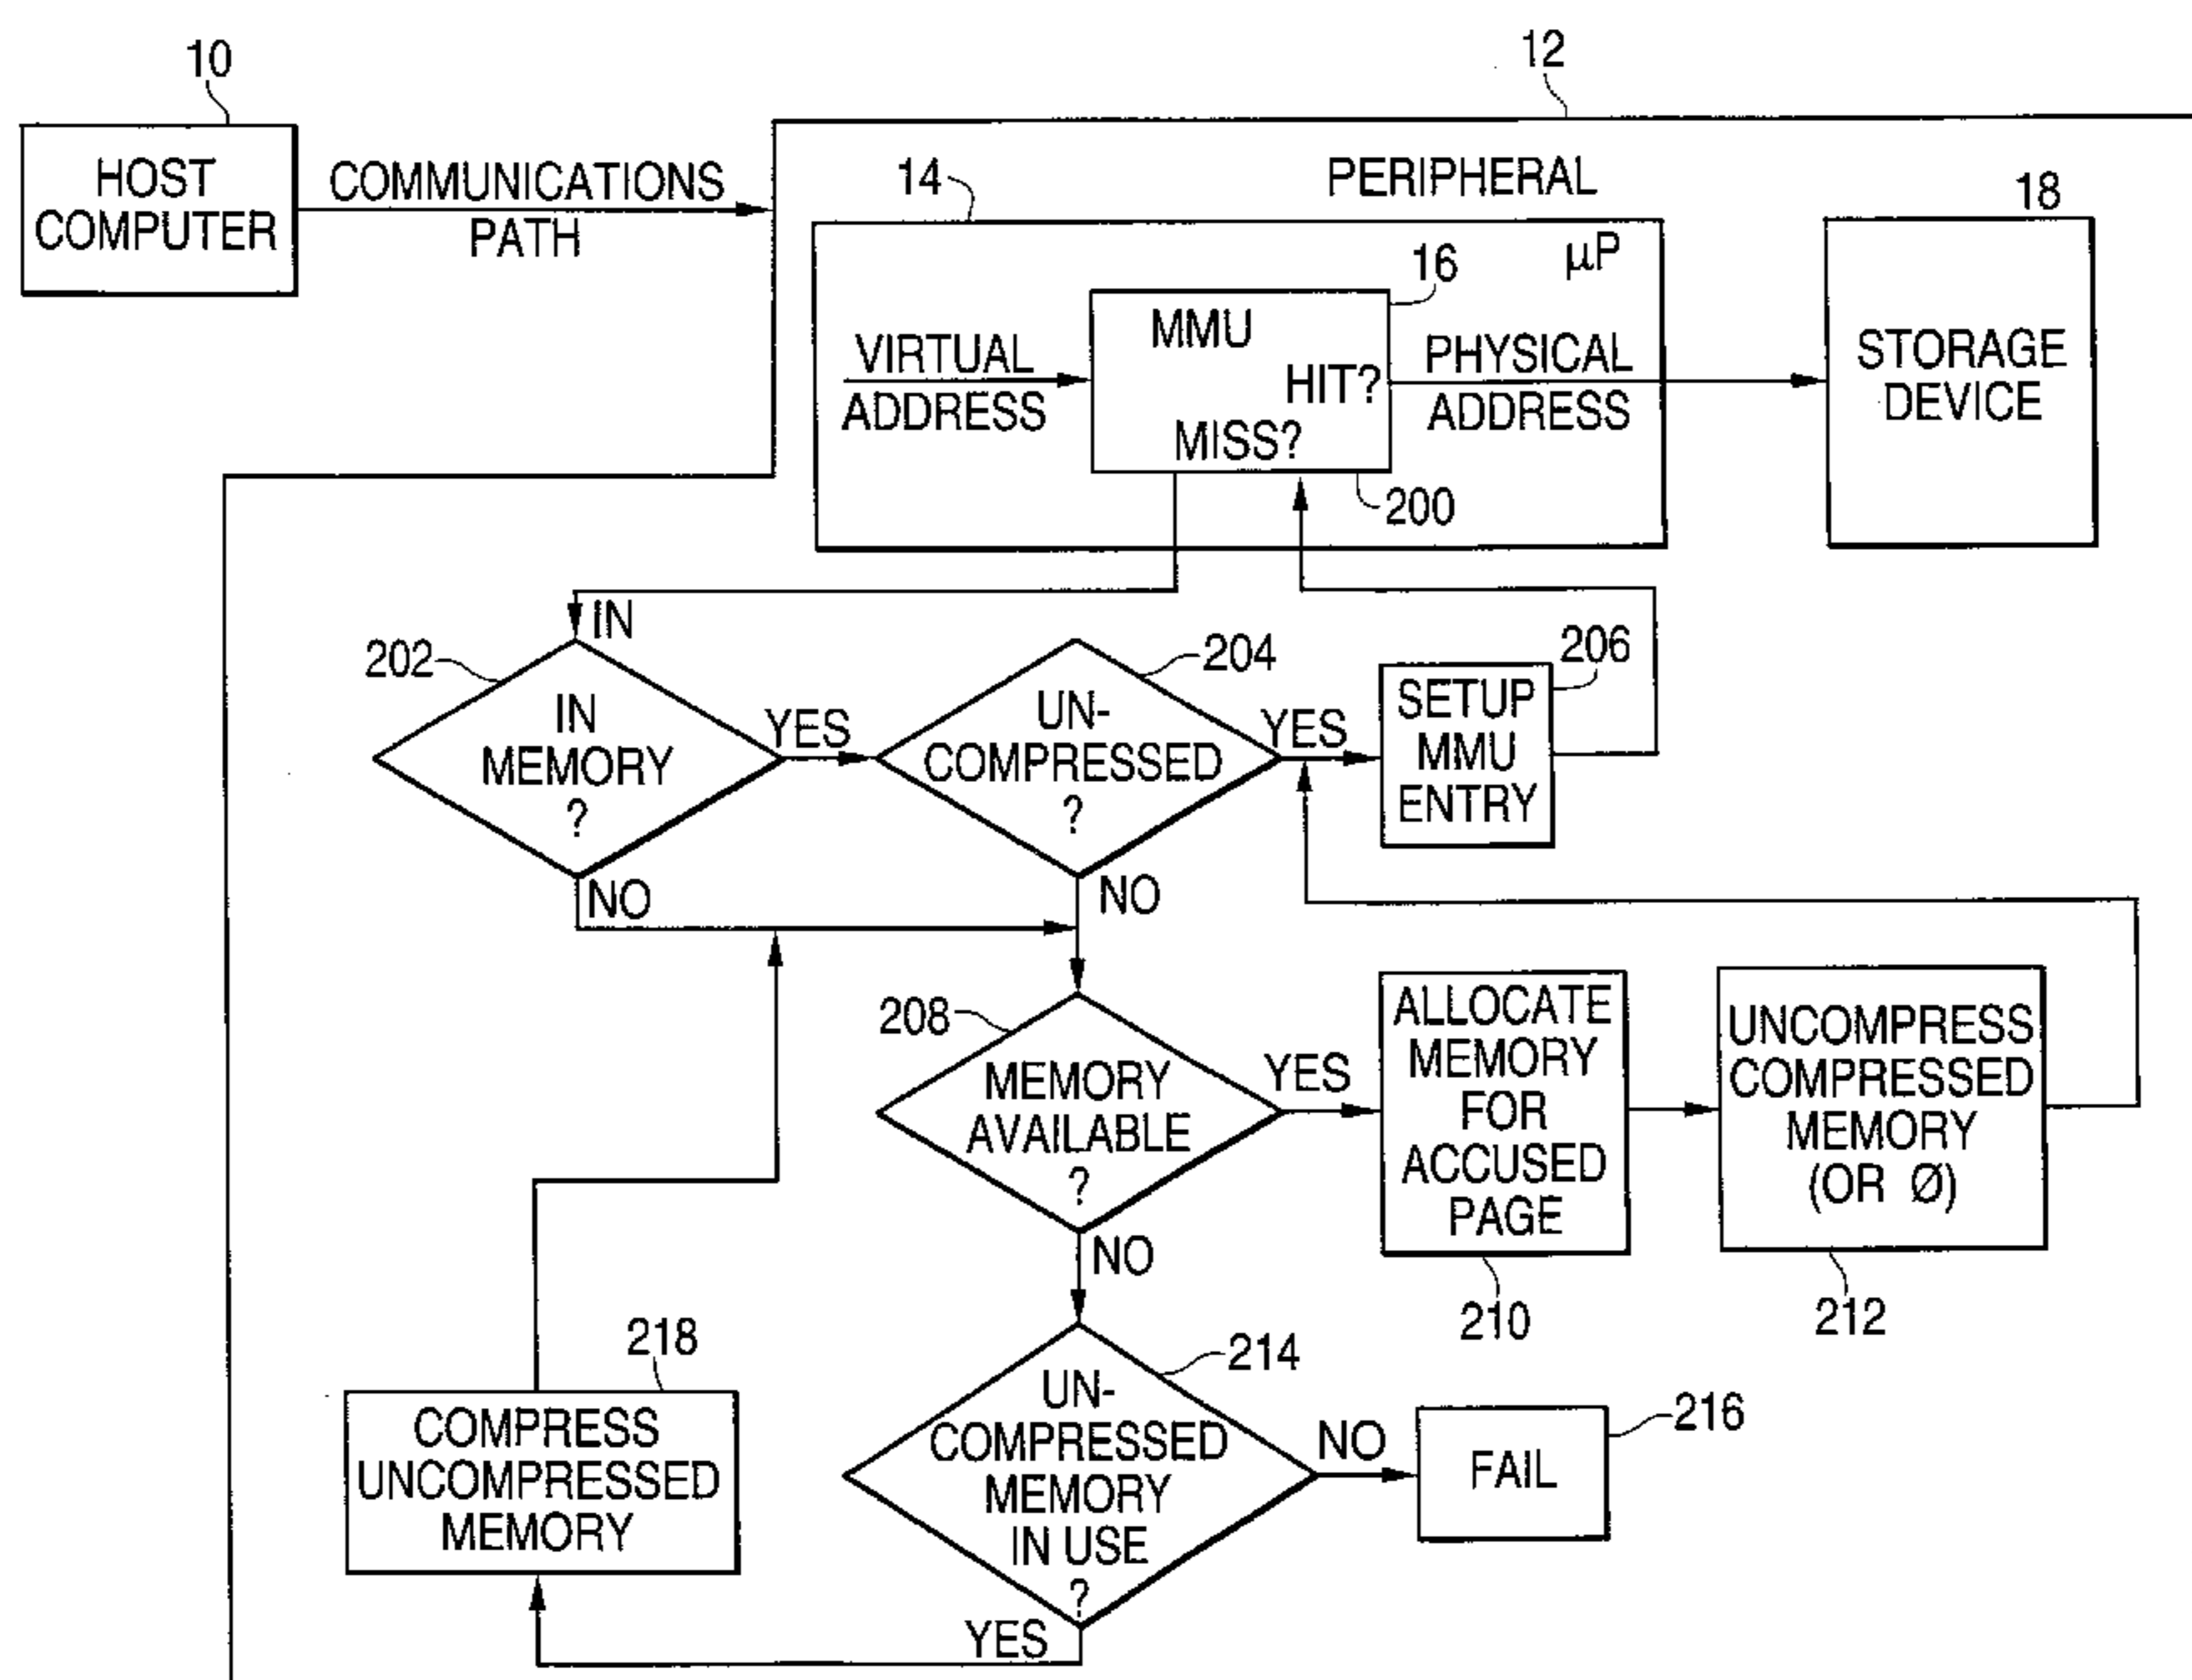 10
12
HOST
COMPUTER
COMMUNICATIONS
PATH
PERIPHERAL
14
µP
18
16
MMU
HIT?
MISS?
VIRTUAL
ADDRESS
PHYSICAL
ADDRESS
STORAGE
DEVICE
200
IN
202
IN
MEMORY
?
YES
NO
204
UN-
COMPRESSED
?
YES
NO
206
SETUP
MMU
ENTRY
208
MEMORY
AVAILABLE
?
YES
NO
ALLOCATE
MEMORY
FOR
ACCUSED
PAGE
210
UNCOMPRESS
COMPRESSED
MEMORY
(OR Ø)
212
214
UN-
COMPRESSED
MEMORY
IN USE
?
NO
YES
216
FAIL
218
COMPRESS
UNCOMPRESSED
MEMORY